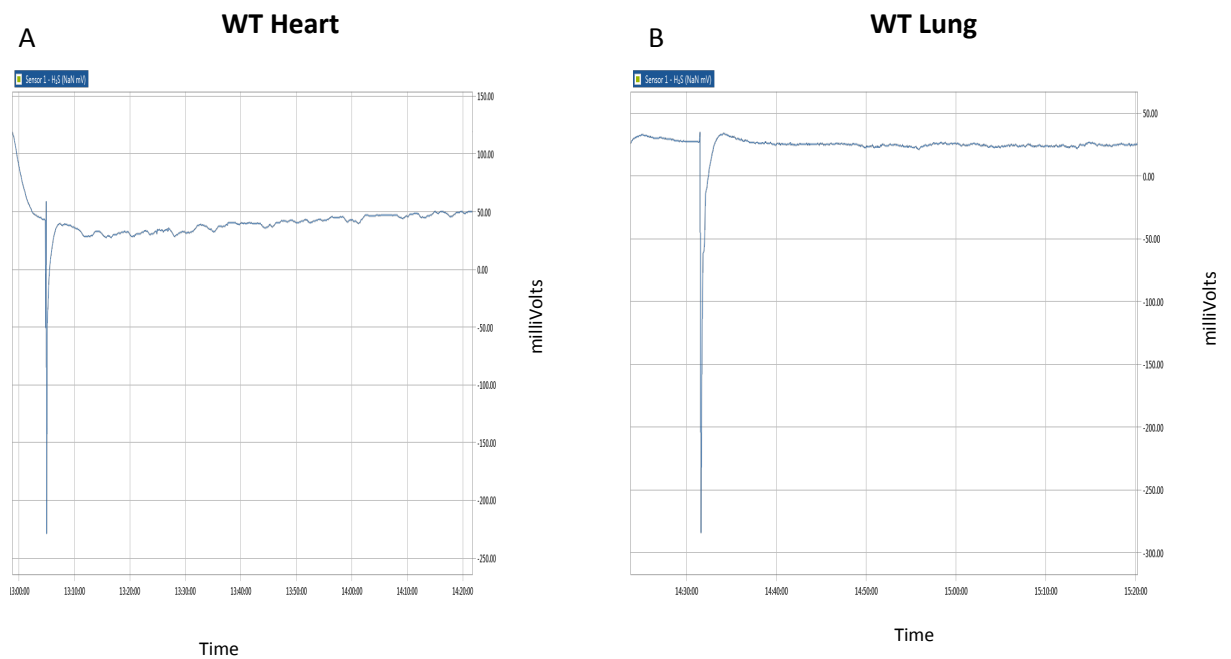 WT Heart
A
Sensor 1 - H₂S (NaN mV)
150.00
100.00
50.00
0.00
-50.00
-100.00
-150.00
-200.00
-250.00
milliVolts
13:00:00 13:10:00 13:20:00 13:30:00 13:40:00 13:50:00 14:00:00 14:10:00 14:20:00
Time
WT Lung
B
Sensor 1 - H₂S (NaN mV)
50.00
0.00
-50.00
-100.00
-150.00
-200.00
-250.00
-300.00
milliVolts
14:30:00 14:40:00 14:50:00 15:00:00 15:10:00 15:20:00
Time